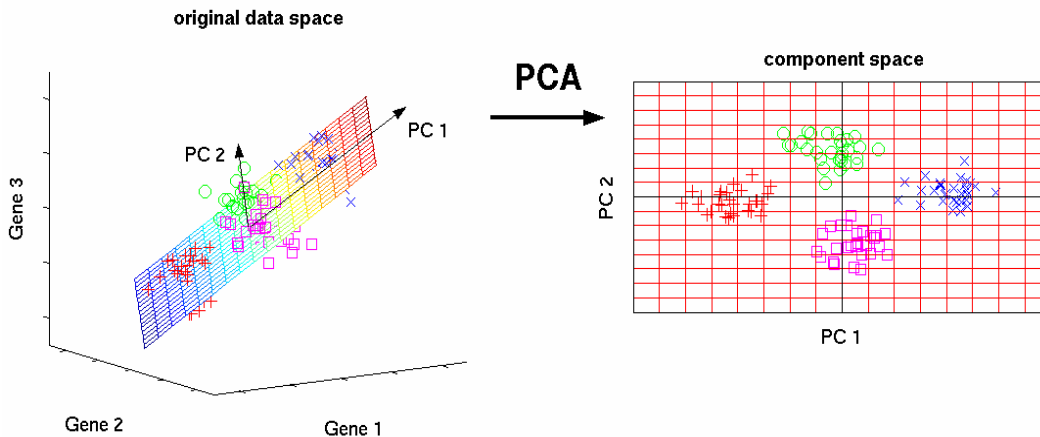 original data space
PCA
component space
PC 1
PC 2
Gene 3
Gene 2
Gene 1
PC 2
PC 1